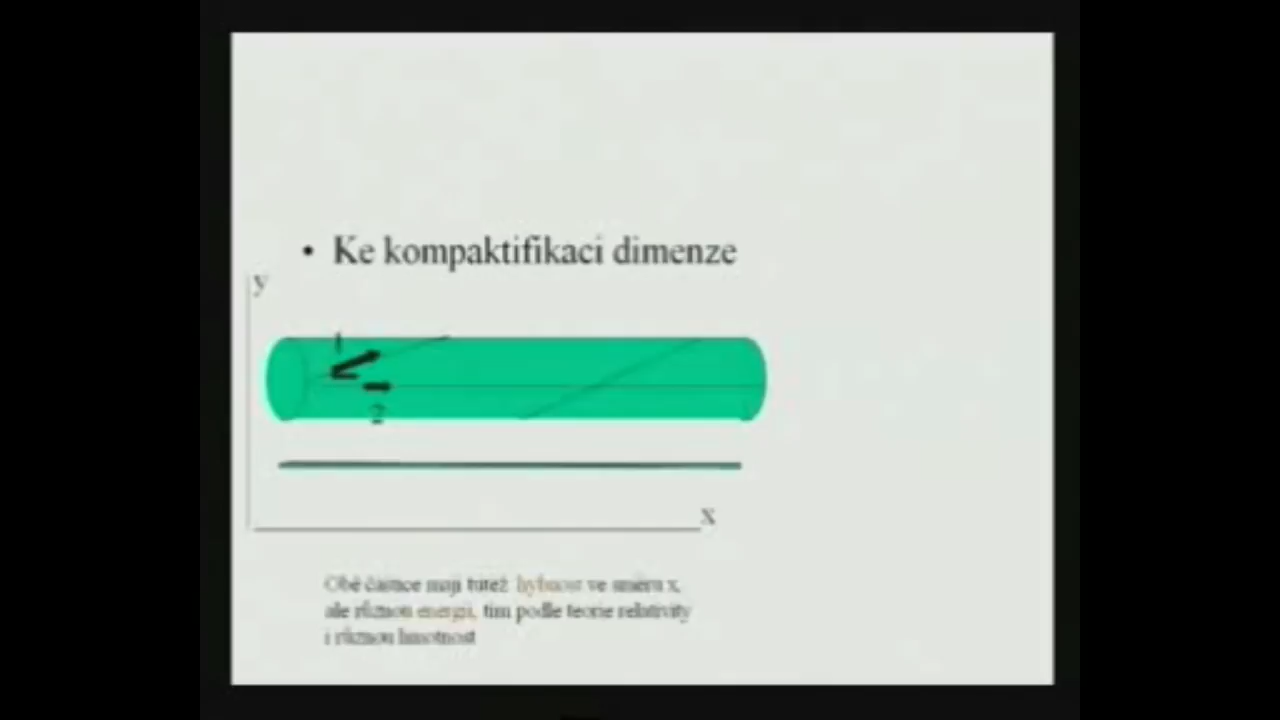 • Ke kompaktifikaci dimenze
y
1
2
x
Obě částice mají tutéž hybnost ve směru x,
ale různou energii, tím podle teorie relativity
i různou hmotnost